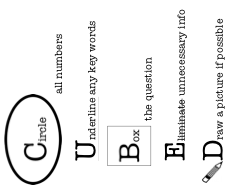 Circle all numbers
Underline any key words
Box the question
Eliminate unnecessary info
Draw a picture if possible